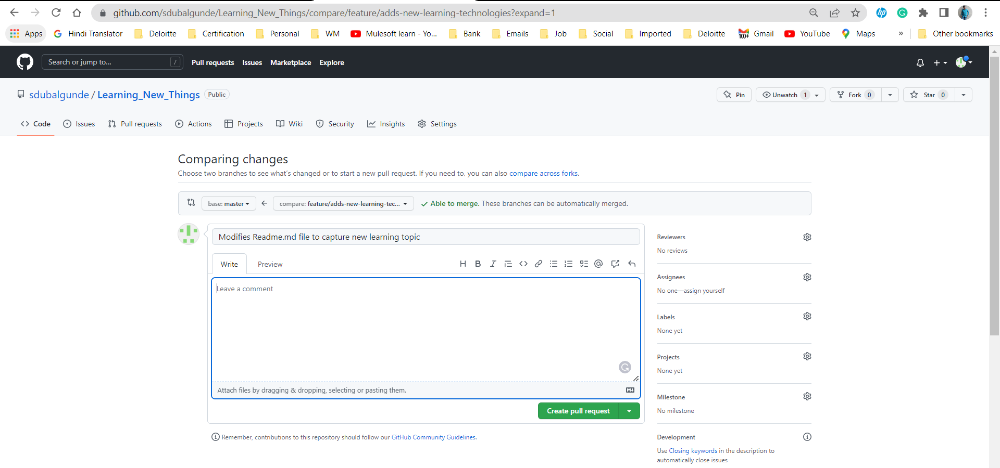 github.com/sdubalgunde/Learning_New_Things/compare/feature/adds-new-learning-technologies?expand=1
Apps Hindi Translator Deloitte Certification Personal WM Mulesoft learn - Yo... Bank Emails Job Social Imported Deloitte 100+ Gmail YouTube Maps » Other bookmarks
Search or jump to... / Pull requests Issues Marketplace Explore
sdubalgunde / Learning_New_Things Public Pin Unwatch 1 Fork 0 Star 0
Code Issues Pull requests Actions Projects Wiki Security Insights Settings
Comparing changes
Choose two branches to see what's changed or to start a new pull request. If you need to, you can also compare across forks.
base: master compare: feature/adds-new-learning-tec... Able to merge. These branches can be automatically merged.
Modifies Readme.md file to capture new learning topic
Write Preview
Leave a comment
Attach files by dragging & dropping, selecting or pasting them.
Create pull request
Remember, contributions to this repository should follow our GitHub Community Guidelines.
Reviewers
No reviews
Assignees
No one—assign yourself
Labels
None yet
Projects
None yet
Milestone
No milestone
Development
Use Closing keywords in the description to
automatically close issues